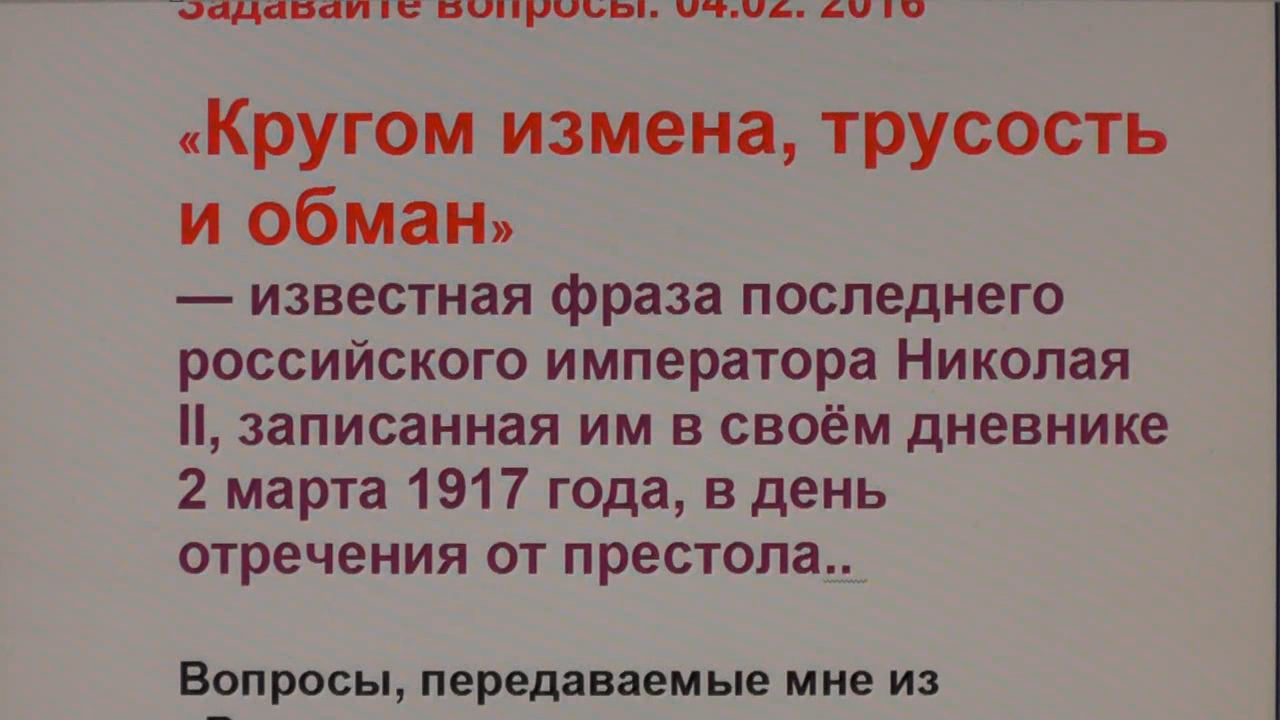 Задавайте вопросы. 04.02. 2016
«Кругом измена, трусость
и обман»
— известная фраза последнего
российского императора Николая
II, записанная им в своём дневнике
2 марта 1917 года, в день
отречения от престола..
Вопросы, передаваемые мне из